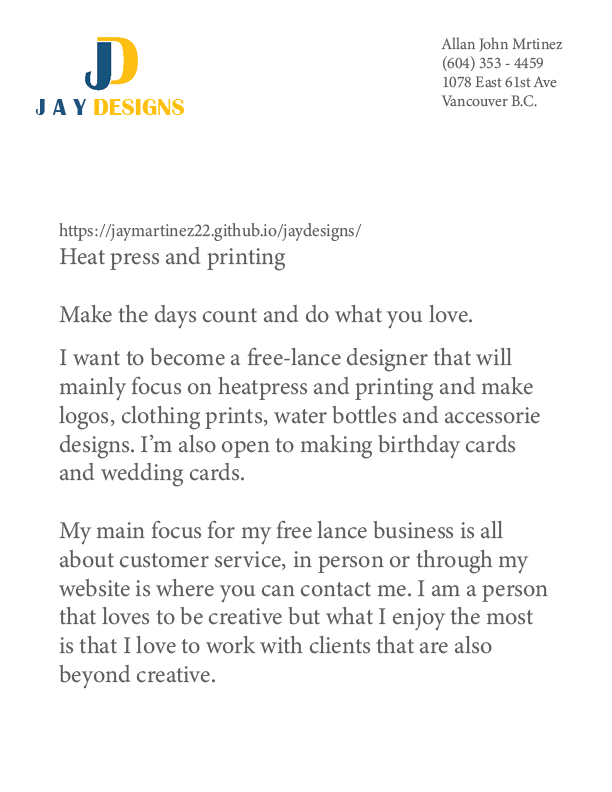 JD
JAY DESIGNS
Allan John Mrtinez
(604) 353 - 4459
1078 East 61st Ave
Vancouver B.C.
https://jaymartinez22.github.io/jaydesigns/
Heat press and printing
Make the days count and do what you love.
I want to become a free-lance designer that will
mainly focus on heatpress and printing and make
logos, clothing prints, water bottles and accessorie
designs. I’m also open to making birthday cards
and wedding cards.
My main focus for my free lance business is all
about customer service, in person or through my
website is where you can contact me. I am a person
that loves to be creative but what I enjoy the most
is that I love to work with clients that are also
beyond creative.